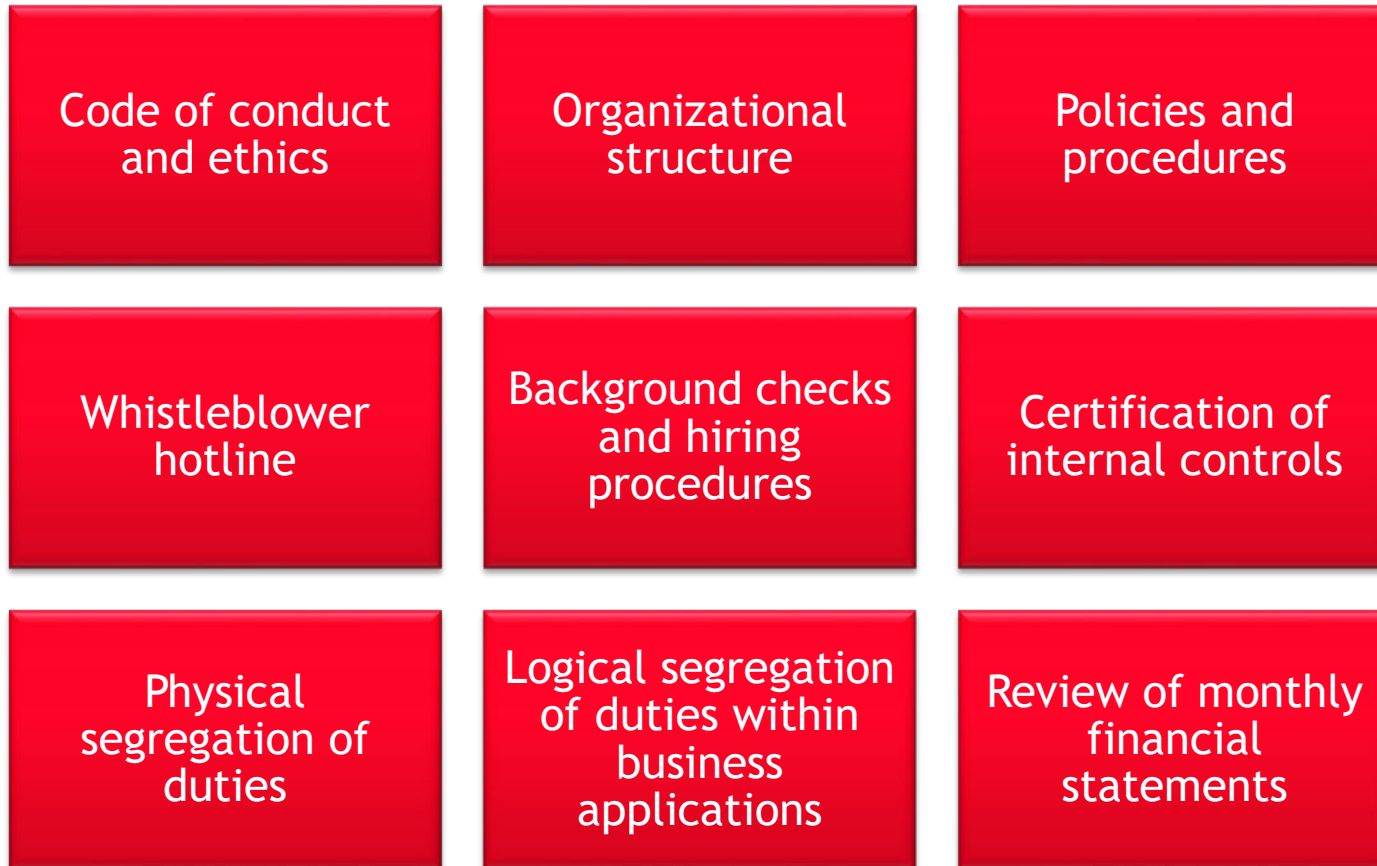 Code of conduct
and ethics
Organizational
structure
Policies and
procedures
Whistleblower
hotline
Background checks
and hiring
procedures
Certification of
internal controls
Physical
segregation of
duties
Logical segregation
of duties within
business
applications
Review of monthly
financial
statements